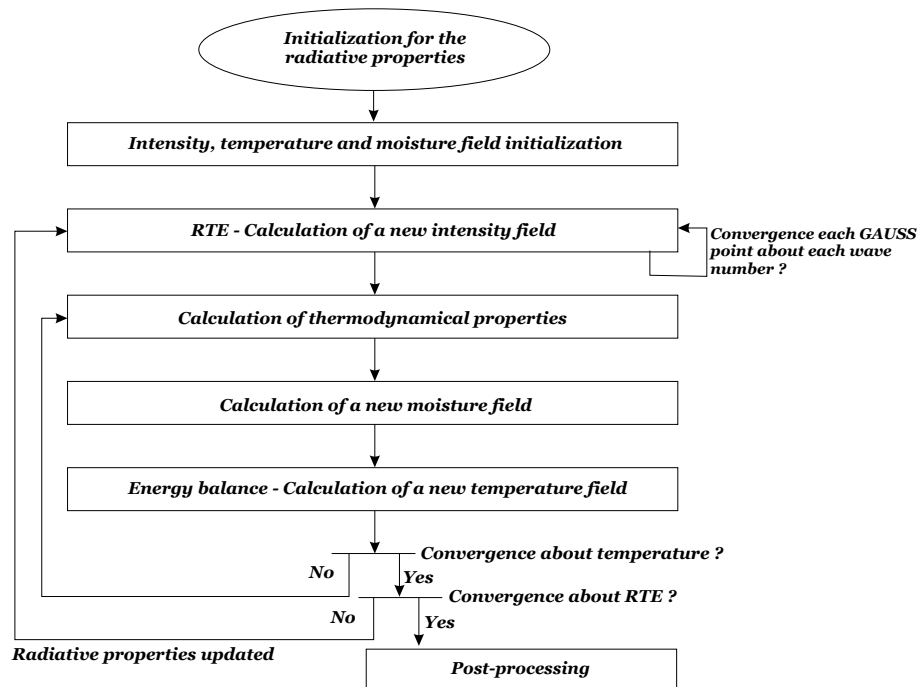 Initialization for the
radiative properties
Intensity, temperature and moisture field initialization
RTE - Calculation of a new intensity field
Convergence each GAUSS
point about each wave
number ?
Calculation of thermodynamical properties
Calculation of a new moisture field
Energy balance - Calculation of a new temperature field
Convergence about temperature ?
No
Yes
Convergence about RTE ?
No
Yes
Radiative properties updated
Post-processing